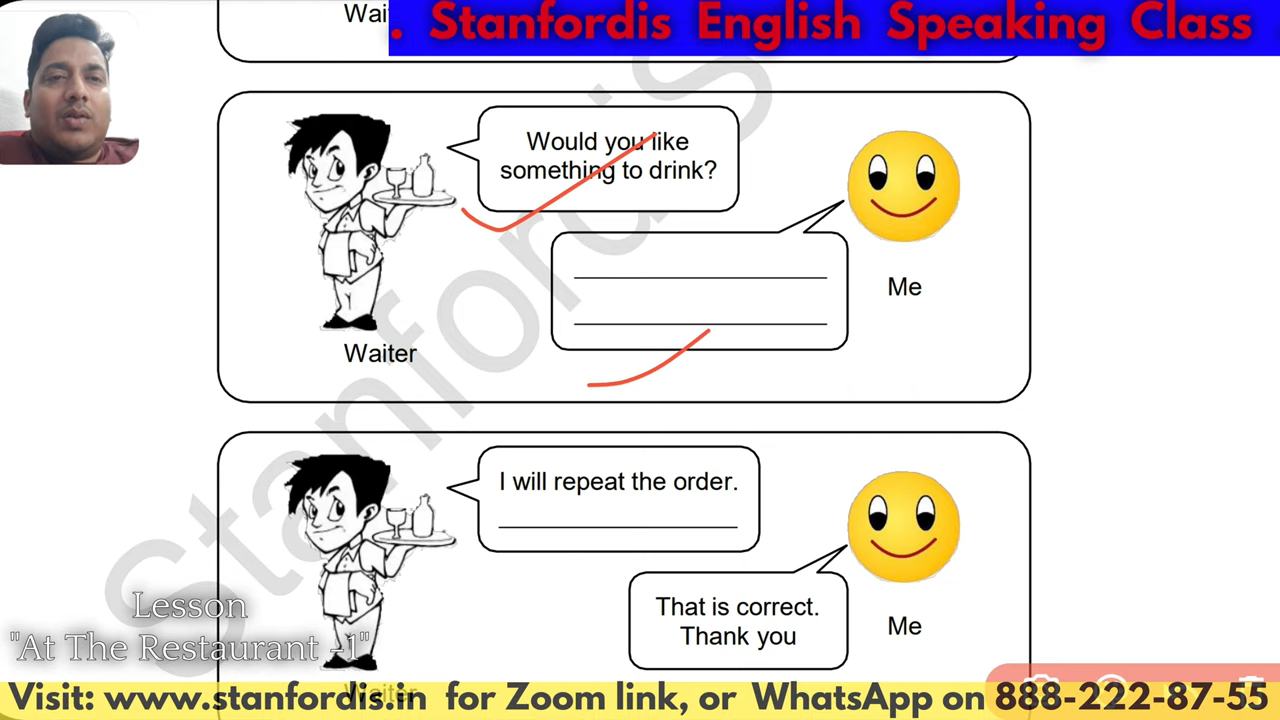 Wai
. Stanfordis English Speaking Class
Would you like
something to drink?
Me
Waiter
I will repeat the order.
That is correct.
Thank you
Me
Waiter
Stanfordis
Lesson
"At The Restaurant -1"
Visit: www.stanfordis.in for Zoom link, or WhatsApp on 888-222-87-55